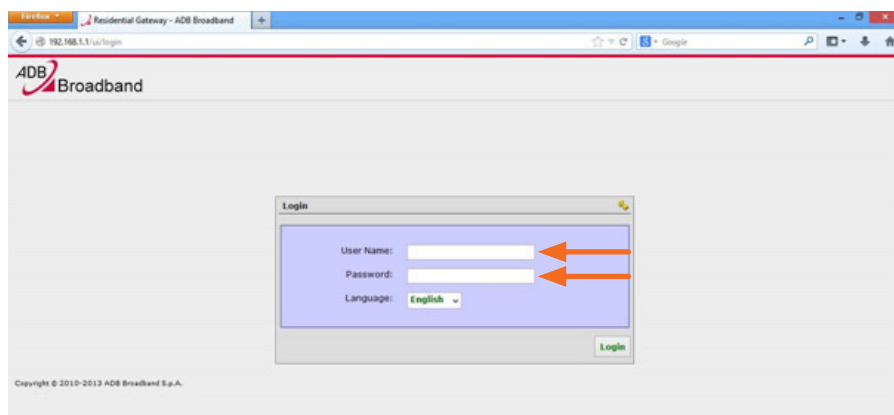 Firefox
Residential Gateway - ADB Broadband
192.168.1.1/ui/login
Google
ADB
Broadband
Login
User Name:
Password:
Language: English
Login
Copyright © 2010-2013 ADB Broadband S.p.A.